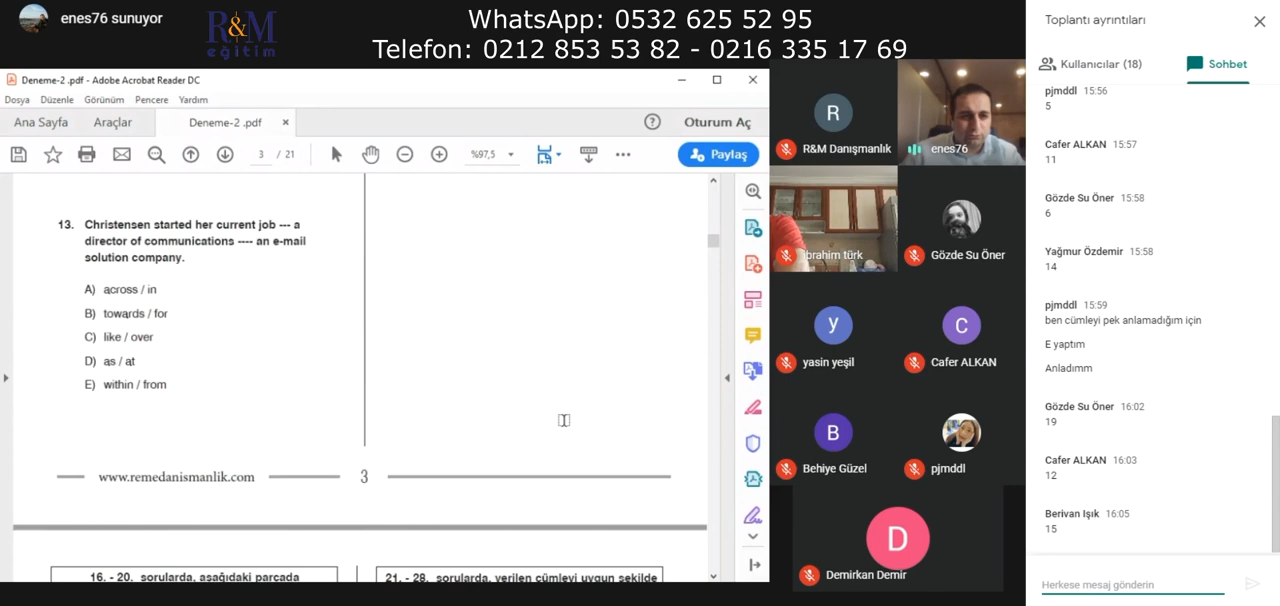 enes76 sunuyor
R&M
eğitim
WhatsApp: 0532 625 52 95
Telefon: 0212 853 53 82 - 0216 335 17 69
Deneme-2 .pdf - Adobe Acrobat Reader DC
Dosya Düzenle Görünüm Pencere Yardım
Ana Sayfa Araçlar Deneme-2 .pdf × Oturum Aç
3 / 21 %97,5 Paylaş
13. Christensen started her current job --- a
director of communications ---- an e-mail
solution company.
A) across / in
B) towards / for
C) like / over
D) as / at
E) within / from
www.remedanismanlik.com 3
16. - 20. sorularda, aşağıdaki parçada
21. - 28. sorularda, verilen cümleyi uygun şekilde
R
R&M Danışmanlık
enes76
ibrahim türk
Gözde Su Öner
y
yasin yeşil
C
Cafer ALKAN
B
Behiye Güzel
pjmddl
D
Demirkan Demir
Toplantı ayrıntıları
Kullanıcılar (18) Sohbet
pjmddl 15:56
5
Cafer ALKAN 15:57
11
Gözde Su Öner 15:58
6
Yağmur Özdemir 15:58
14
pjmddl 15:59
ben cümleyi pek anlamadığım için
E yaptım
Anladımm
Gözde Su Öner 16:02
19
Cafer ALKAN 16:03
12
Berivan Işık 16:05
15
Herkese mesaj gönderin